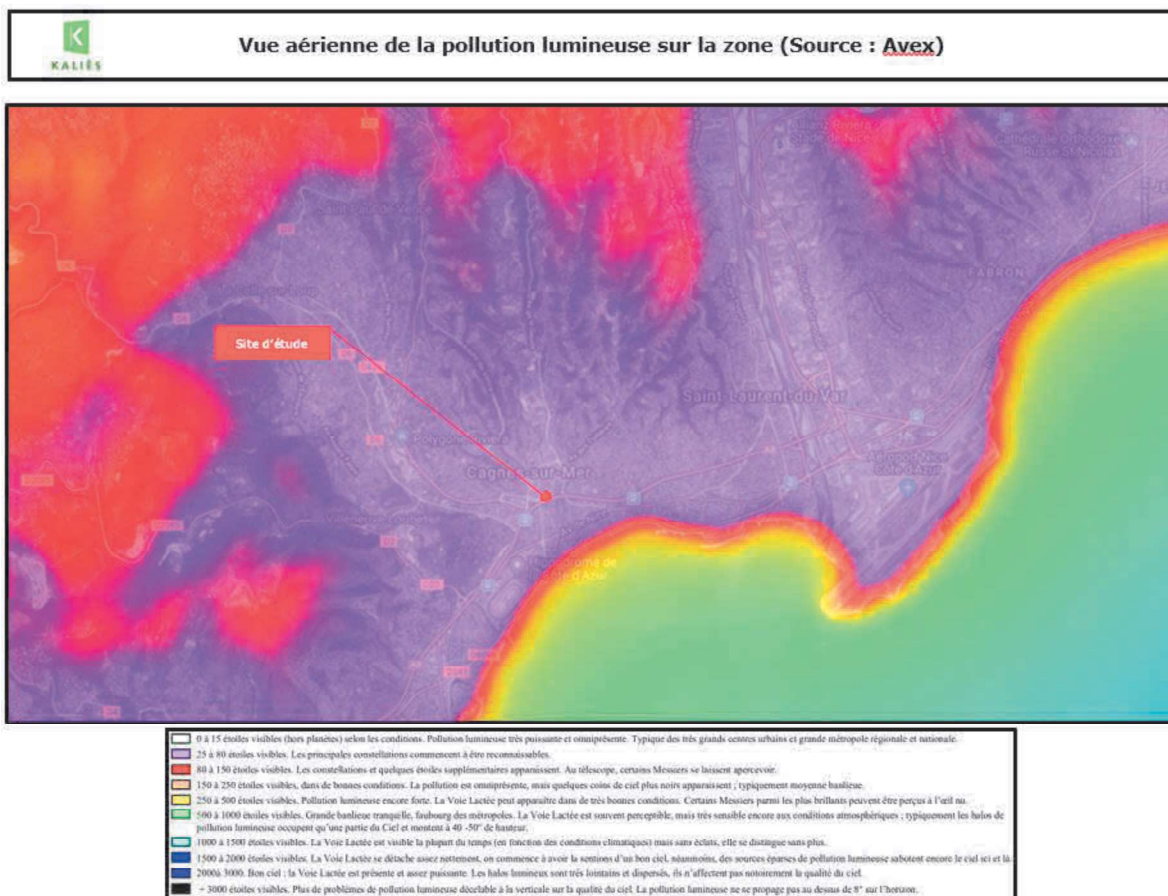 KALIÈS
Vue aérienne de la pollution lumineuse sur la zone (Source : Avex)
Site d'étude
Polygone Riviera
Cagnes-sur-Mer
Saint-Laurent-du-Var
FABRON
Aéroport Nice
Côte d'Azur
Hippodrome de
la Côte d'Azur
0 à 15 étoiles visibles (hors planètes) selon les conditions. Pollution lumineuse très puissante et omniprésente. Typique des très grands centres urbains et grande métropole régionale et nationale.
25 à 80 étoiles visibles. Les principales constellations commencent à être reconnaissables.
80 à 150 étoiles visibles. Les constellations et quelques étoiles supplémentaires apparaissent. Au télescope, certains Messiers se laissent apercevoir.
150 à 250 étoiles visibles, dans de bonnes conditions. La pollution est omniprésente, mais quelques coins de ciel plus noirs apparaissent ; typiquement moyenne banlieue.
250 à 500 étoiles visibles. Pollution lumineuse encore forte. La Voie Lactée peut apparaître dans de très bonnes conditions. Certains Messiers parmi les plus brillants peuvent être perçus à l'œil nu.
500 à 1000 étoiles visibles. Grande banlieue tranquille, faubourg des métropoles. La Voie Lactée est souvent perceptible, mais très sensible encore aux conditions atmosphériques ; typiquement les halos de
pollution lumineuse occupent qu'une partie du Ciel et montent à 40 -50° de hauteur.
1000 à 1500 étoiles visibles. La Voie Lactée est visible la plupart du temps (en fonction des conditions climatiques) mais sans éclats, elle se distingue sans plus.
1500 à 2000 étoiles visibles. La Voie Lactée se détache assez nettement, on commence à avoir la sentions d'un bon ciel, néanmoins, des sources éparses de pollution lumineuse sabotent encore le ciel ici et là
2000à 3000. Bon ciel : la Voie Lactée est présente et assez puissante. Les halos lumineux sont très lointains et dispersés, ils n'affectent pas notoirement la qualité du ciel.
+ 3000 étoiles visibles. Plus de problèmes de pollution lumineuse décelable à la verticale sur la qualité du ciel. La pollution lumineuse ne se propage pas au dessus de 8° sur l'horizon.